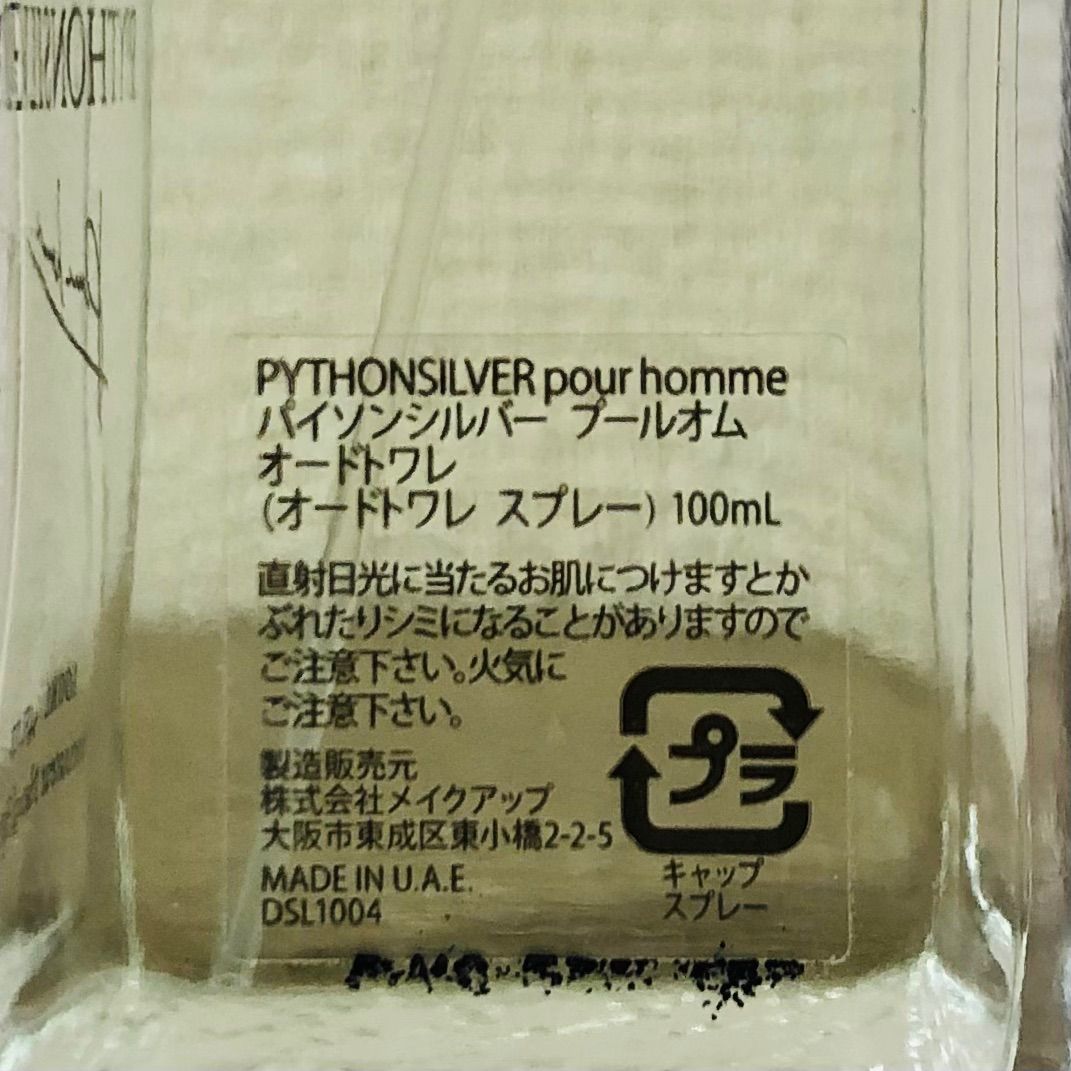 PYTHONSILVER pour homme
パイソンシルバー プールオム
オードトワレ
(オードトワレ スプレー) 100mL
直射日光に当たるお肌につけますとか
ぶれたりシミになることがありますので
ご注意下さい。火気に
ご注意下さい。
製造販売元
株式会社メイクアップ
大阪市東成区東小橋2-2-5
MADE IN U.A.E.
DSL1004
プラ
キャップ
スプレー